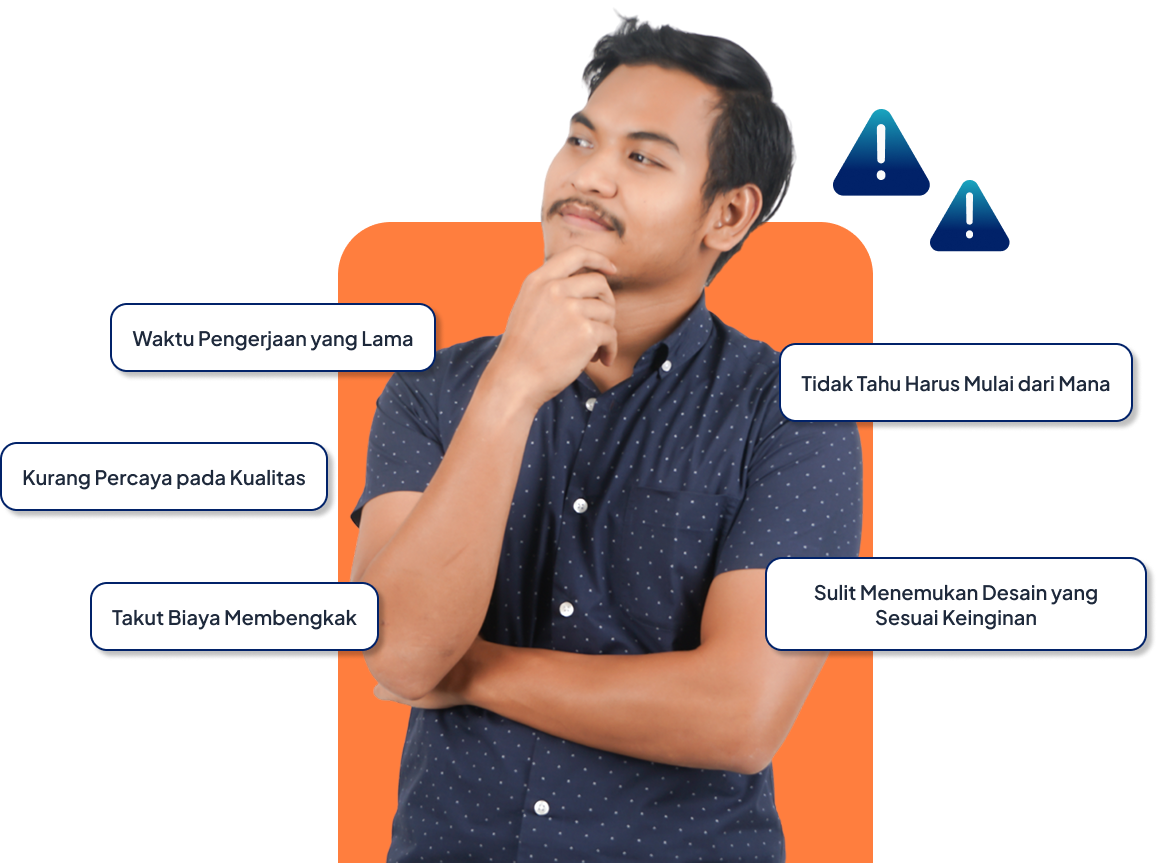 Waktu Pengerjaan yang Lama
Tidak Tahu Harus Mulai dari Mana
Kurang Percaya pada Kualitas
Sulit Menemukan Desain yang
Sesuai Keinginan
Takut Biaya Membengkak